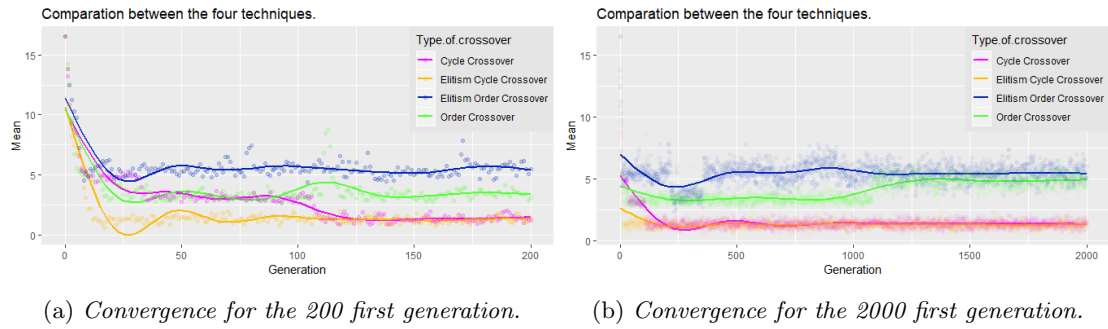 Comparation between the four techniques.
Type.of.crossover
Cycle Crossover
Elitism Cycle Crossover
Elitism Order Crossover
Order Crossover
Mean
15
10
5
0
0 50 100 150 200
Generation
(a) Convergence for the 200 first generation.
Comparation between the four techniques.
Type.of.crossover
Cycle Crossover
Elitism Cycle Crossover
Elitism Order Crossover
Order Crossover
Mean
15
10
5
0
0 500 1000 1500 2000
Generation
(b) Convergence for the 2000 first generation.